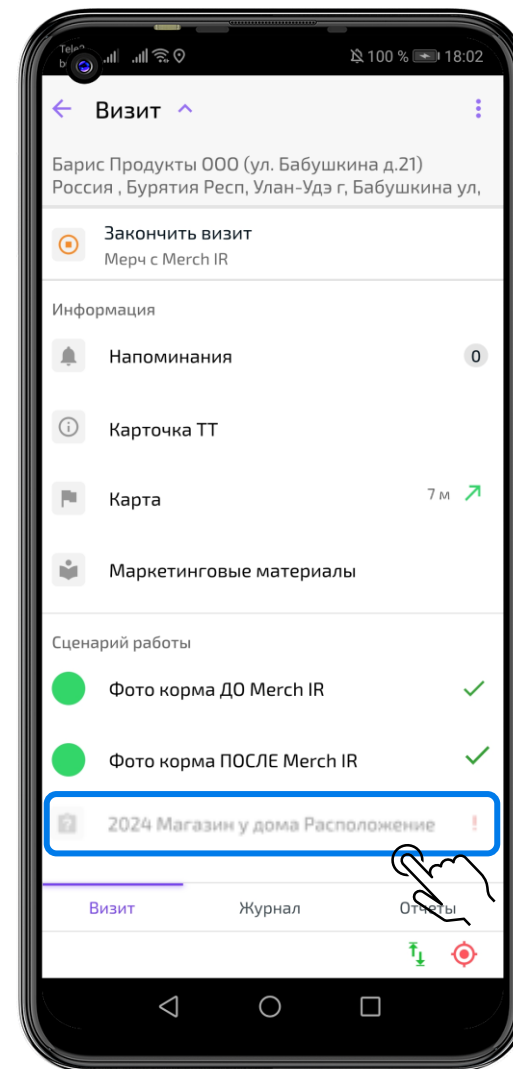 Tele2
100 % 18:02
Визит
Барис Продукты ООО (ул. Бабушкина д.21)
Россия , Бурятия Респ, Улан-Удэ г, Бабушкина ул,
Закончить визит
Мерч с Merch IR
Информация
Напоминания 0
Карточка ТТ
Карта 7 м
Маркетинговые материалы
Сценарий работы
Фото корма ДО Merch IR
Фото корма ПОСЛЕ Merch IR
2024 Магазин у дома Расположение !
Визит Журнал Отчеты